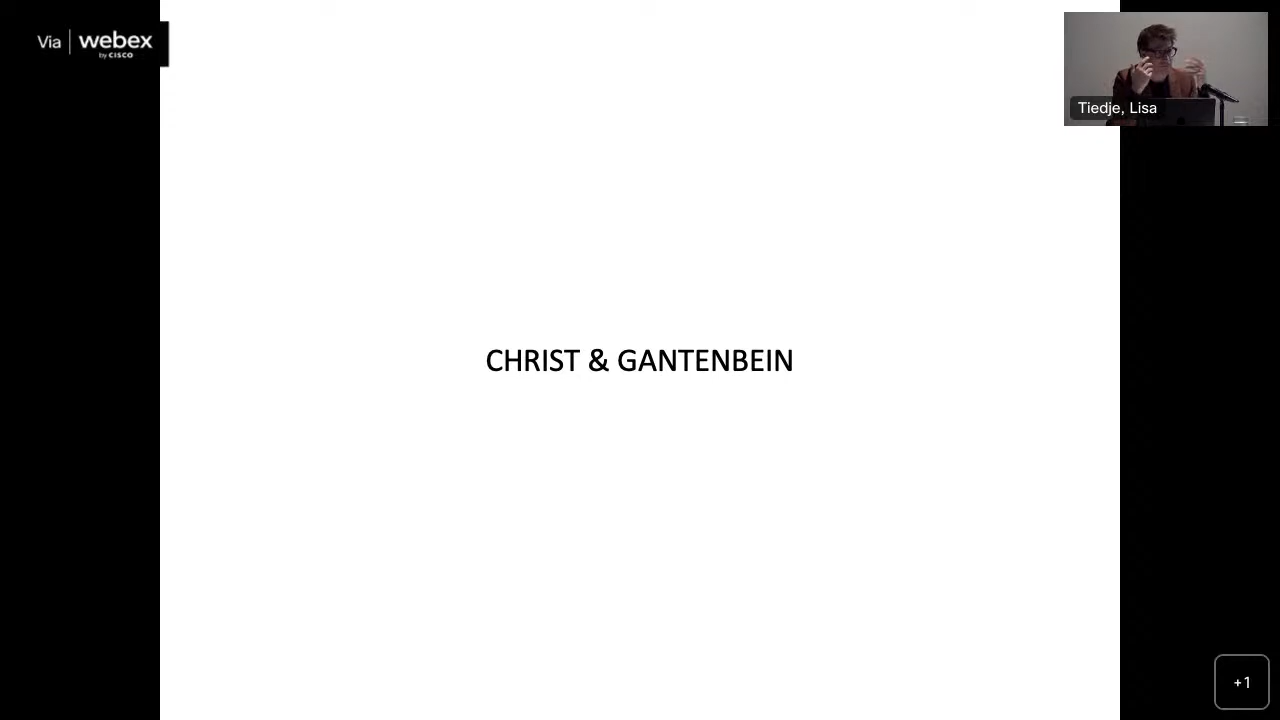 Via | webex
by CISCO
Tiedje, Lisa
CHRIST & GANTENBEIN
+1